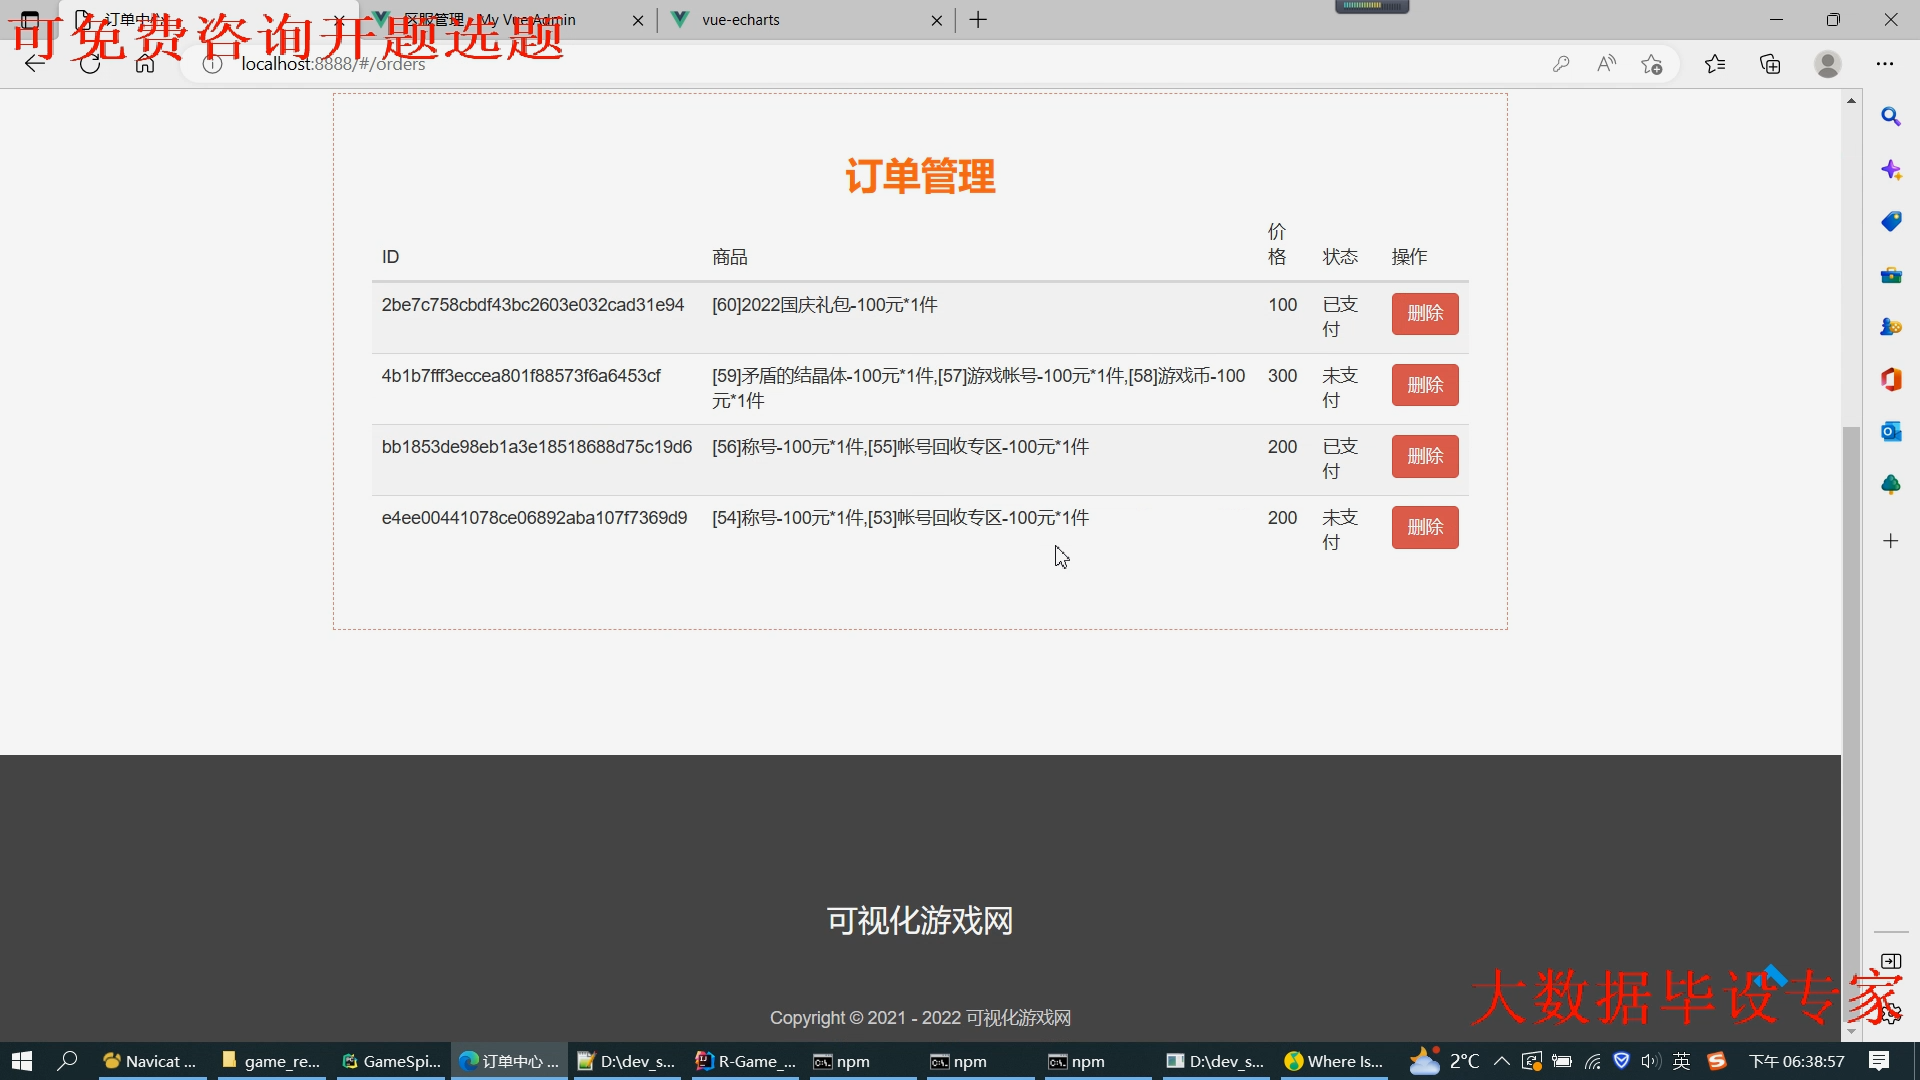 订单中心
区服管理 - My Vue Admin
vue-echarts
可免费咨询开题选题
localhost:8888/#/orders
订单管理
ID 商品 价格 状态 操作
2be7c758cbdf43bc2603e032cad31e94 [60]2022国庆礼包-100元*1件 100 已支付 删除
4b1b7fff3eccea801f88573f6a6453cf [59]矛盾的结晶体-100元*1件,[57]游戏帐号-100元*1件,[58]游戏币-100元*1件 300 未支付 删除
bb1853de98eb1a3e18518688d75c19d6 [56]称号-100元*1件,[55]帐号回收专区-100元*1件 200 已支付 删除
e4ee00441078ce06892aba107f7369d9 [54]称号-100元*1件,[53]帐号回收专区-100元*1件 200 未支付 删除
可视化游戏网
大数据毕设专家
Copyright © 2021 - 2022 可视化游戏网
Navicat ... game_re... GameSpi... 订单中心 ... D:\dev_s... R-Game_... npm npm npm D:\dev_s... Where Is... 2°C 英 下午 06:38:57